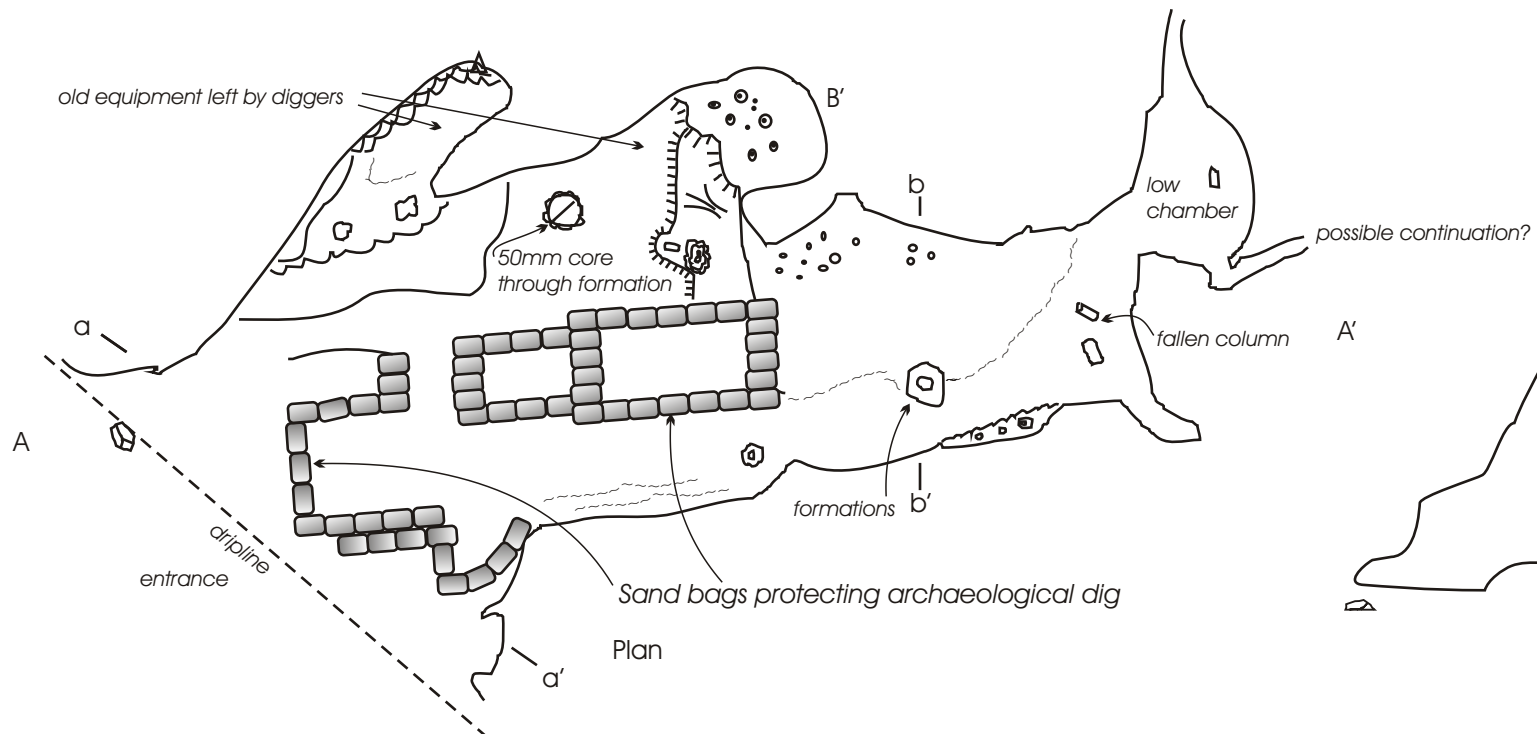 old equipment left by diggers
B'
b
low
chamber
possible continuation?
50mm core
through formation
a
fallen column
A'
A
formations
b'
dripline
entrance
Sand bags protecting archaeological dig
Plan
a'